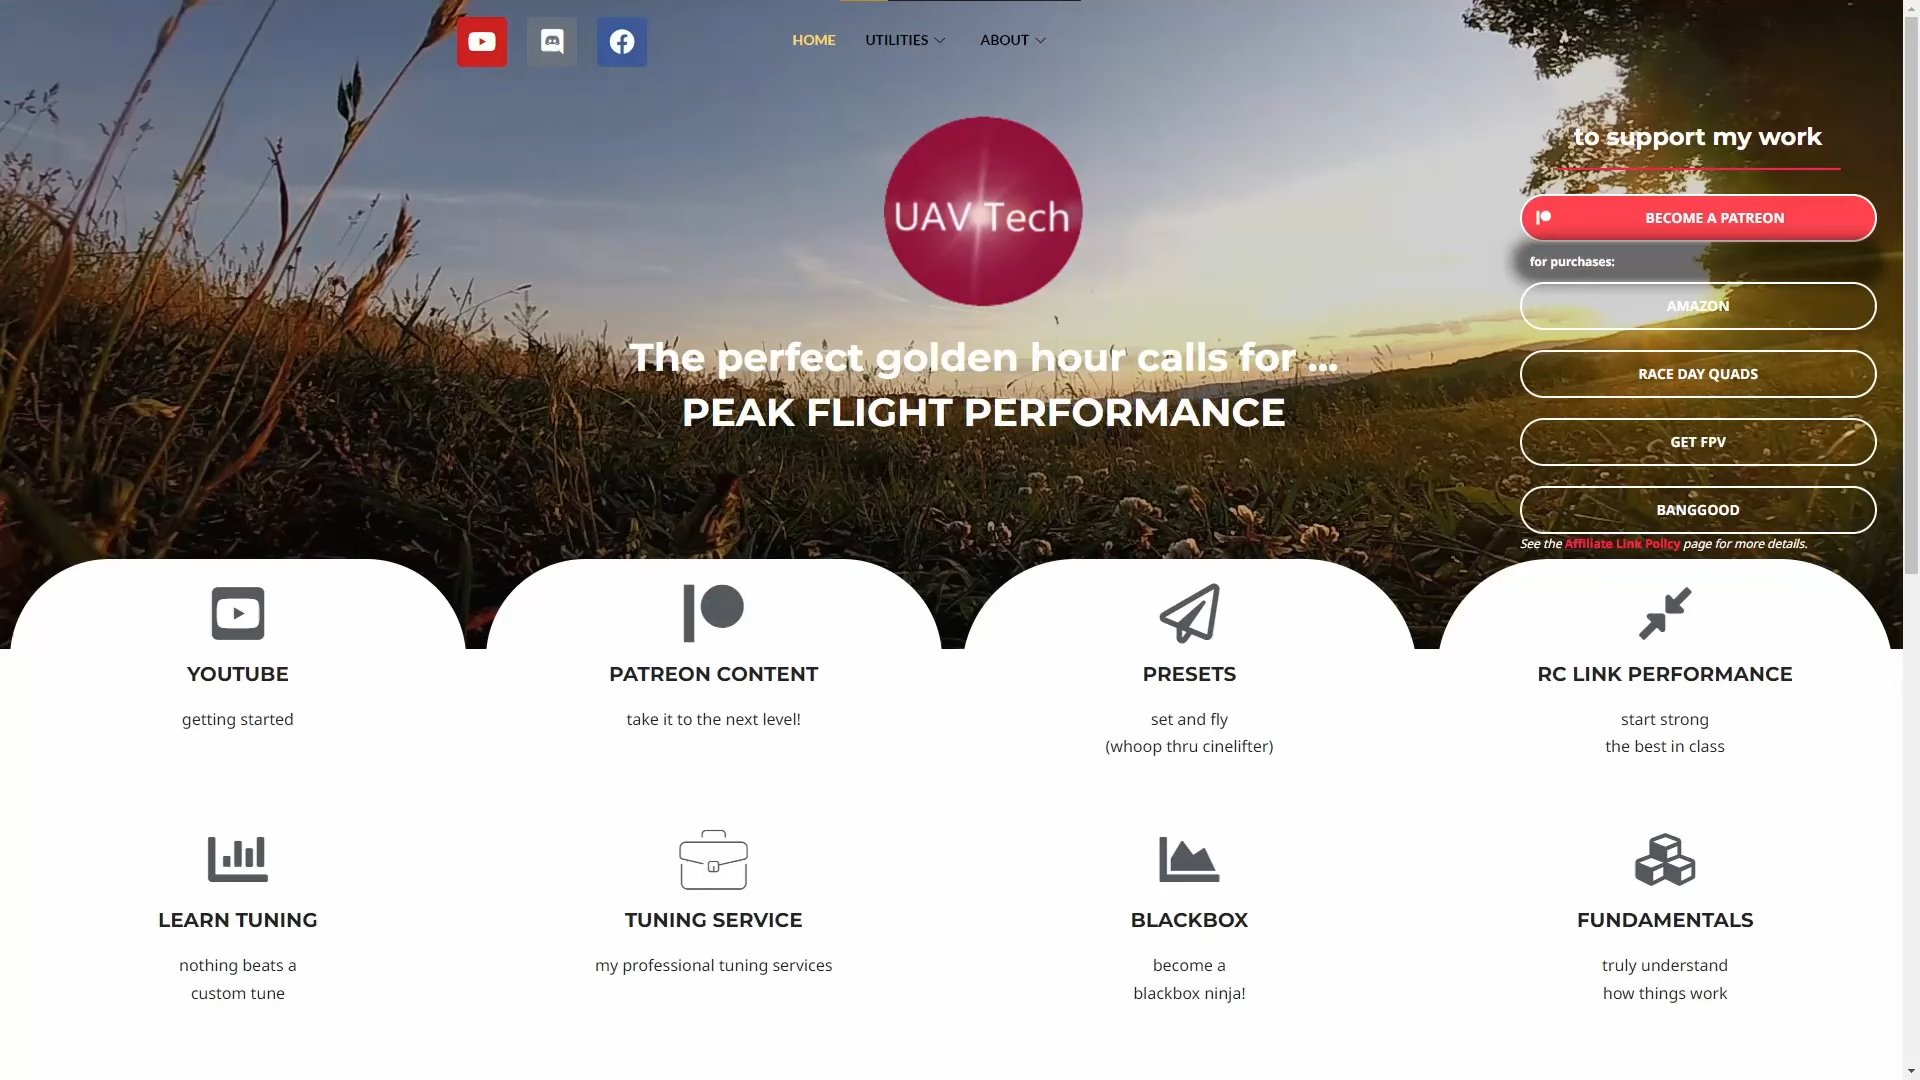 HOME
UTILITIES
ABOUT
to support my work
BECOME A PATREON
for purchases:
AMAZON
RACE DAY QUADS
GET FPV
BANGGOOD
See the Affiliate Link Policy page for more details.
UAV Tech
The perfect golden hour calls for ...
PEAK FLIGHT PERFORMANCE
YOUTUBE
getting started
PATREON CONTENT
take it to the next level!
PRESETS
set and fly
(whoop thru cinelifter)
RC LINK PERFORMANCE
start strong
the best in class
LEARN TUNING
nothing beats a
custom tune
TUNING SERVICE
my professional tuning services
BLACKBOX
become a
blackbox ninja!
FUNDAMENTALS
truly understand
how things work